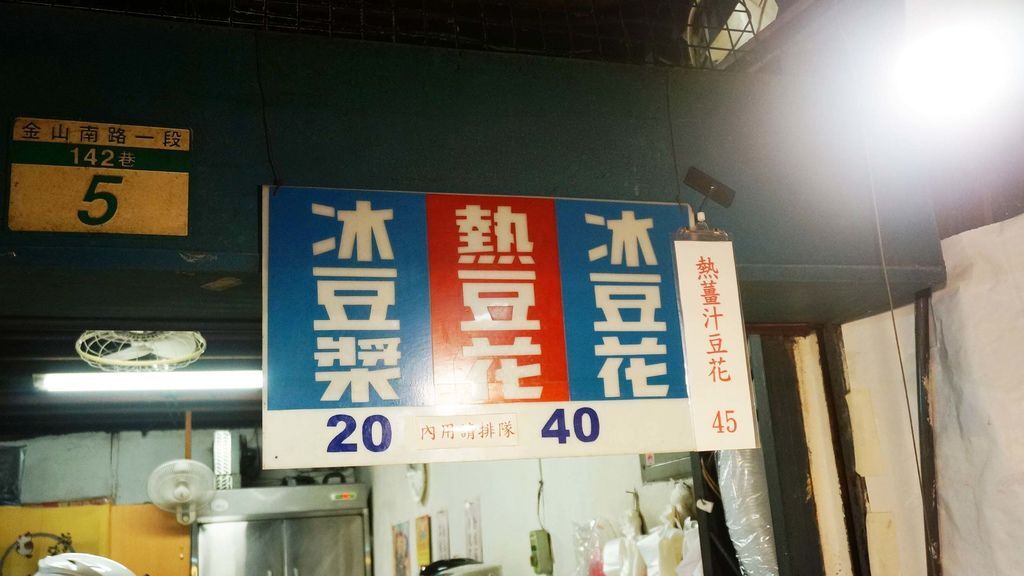 金山南路一段
142巷
5
冰豆漿
熱豆花
冰豆花
20
內用請排隊
40
熱薑汁豆花
45